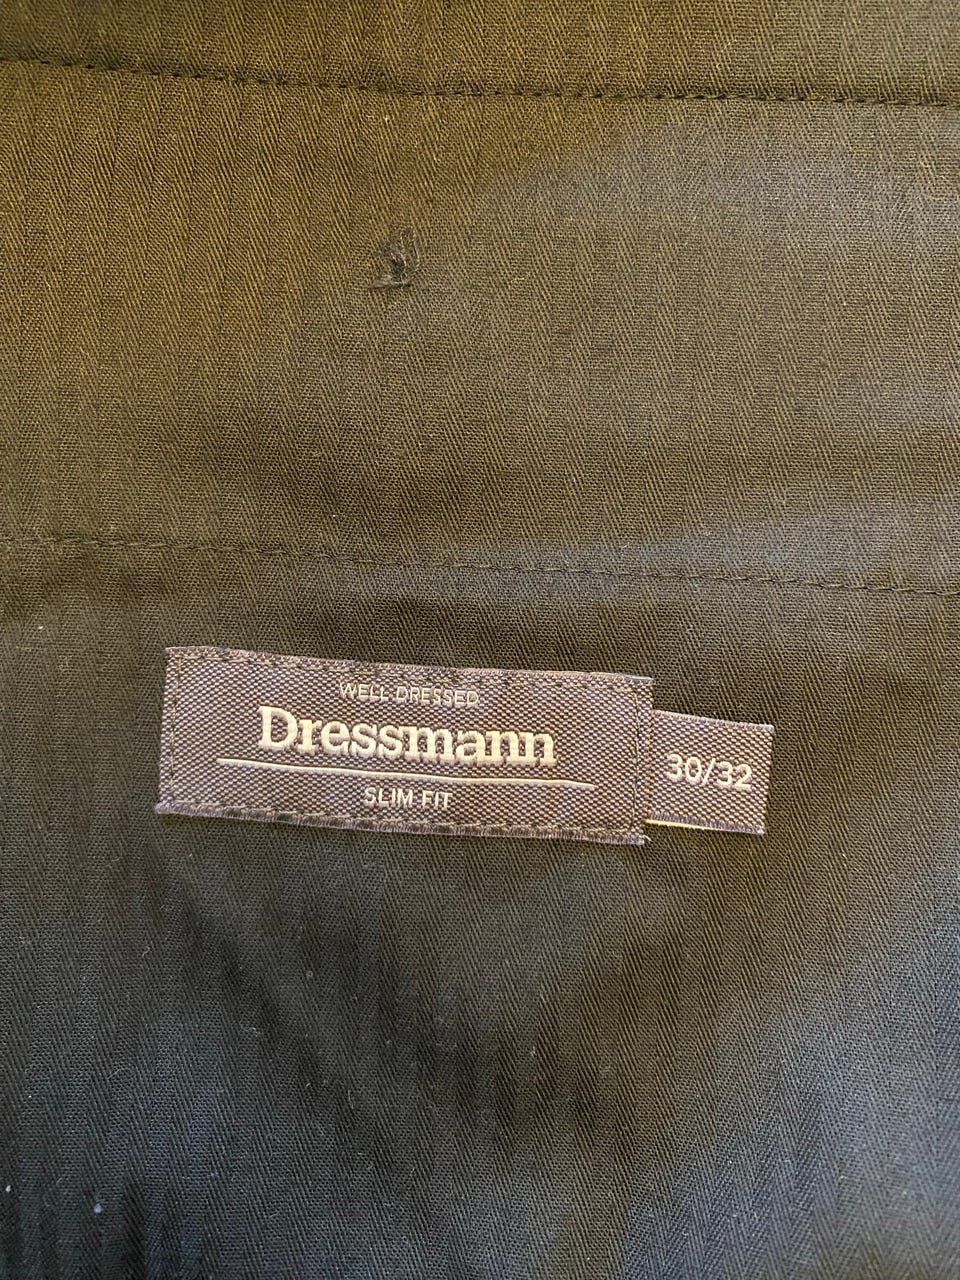 WELL DRESSED
Dressmann
SLIM FIT
30/32